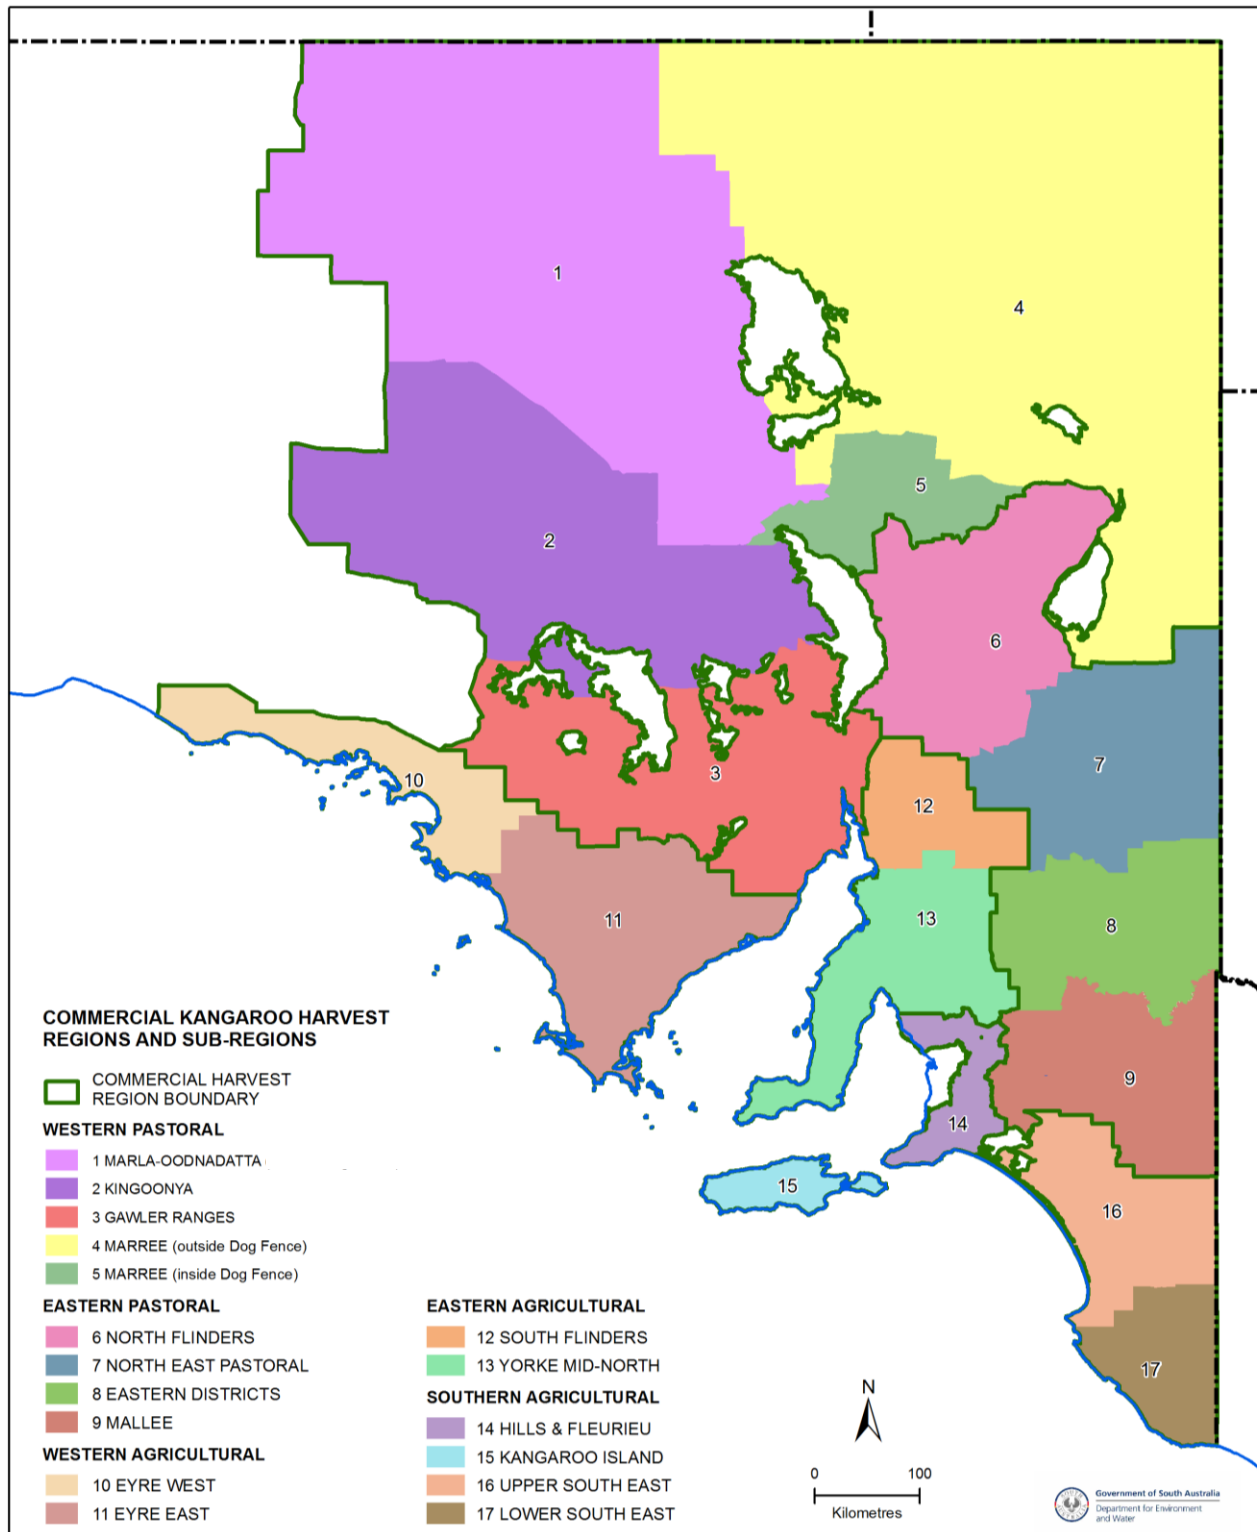 1
4
5
2
6
3
7
10
12
11
13
8
9
14
15
16
17
COMMERCIAL KANGAROO HARVEST
REGIONS AND SUB-REGIONS
COMMERCIAL HARVEST
REGION BOUNDARY
WESTERN PASTORAL
1 MARLA-OODNADATTA
2 KINGOONYA
3 GAWLER RANGES
4 MARREE (outside Dog Fence)
5 MARREE (inside Dog Fence)
EASTERN PASTORAL
6 NORTH FLINDERS
7 NORTH EAST PASTORAL
8 EASTERN DISTRICTS
9 MALLEE
WESTERN AGRICULTURAL
10 EYRE WEST
11 EYRE EAST
EASTERN AGRICULTURAL
12 SOUTH FLINDERS
13 YORKE MID-NORTH
SOUTHERN AGRICULTURAL
14 HILLS & FLEURIEU
15 KANGAROO ISLAND
16 UPPER SOUTH EAST
17 LOWER SOUTH EAST
N
0 100
Kilometres
Government of South Australia
Department for Environment
and Water